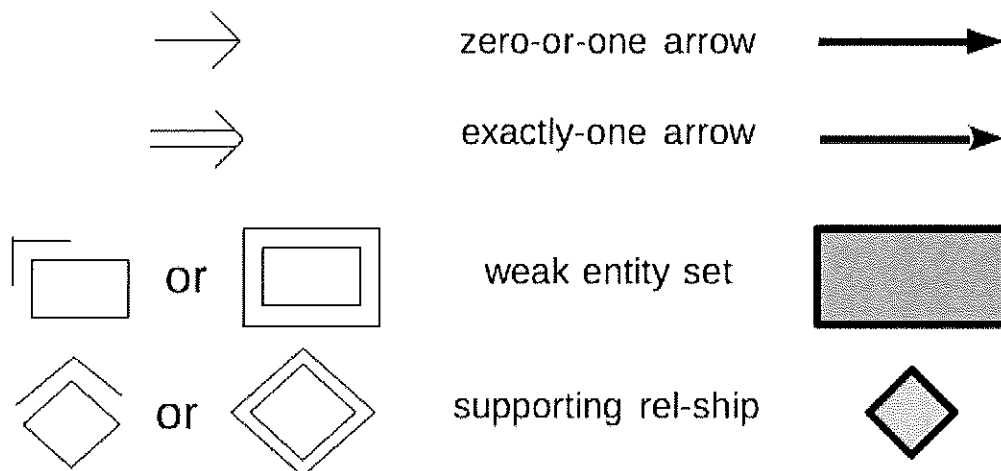 zero-or-one arrow
exactly-one arrow
or weak entity set
or supporting rel-ship